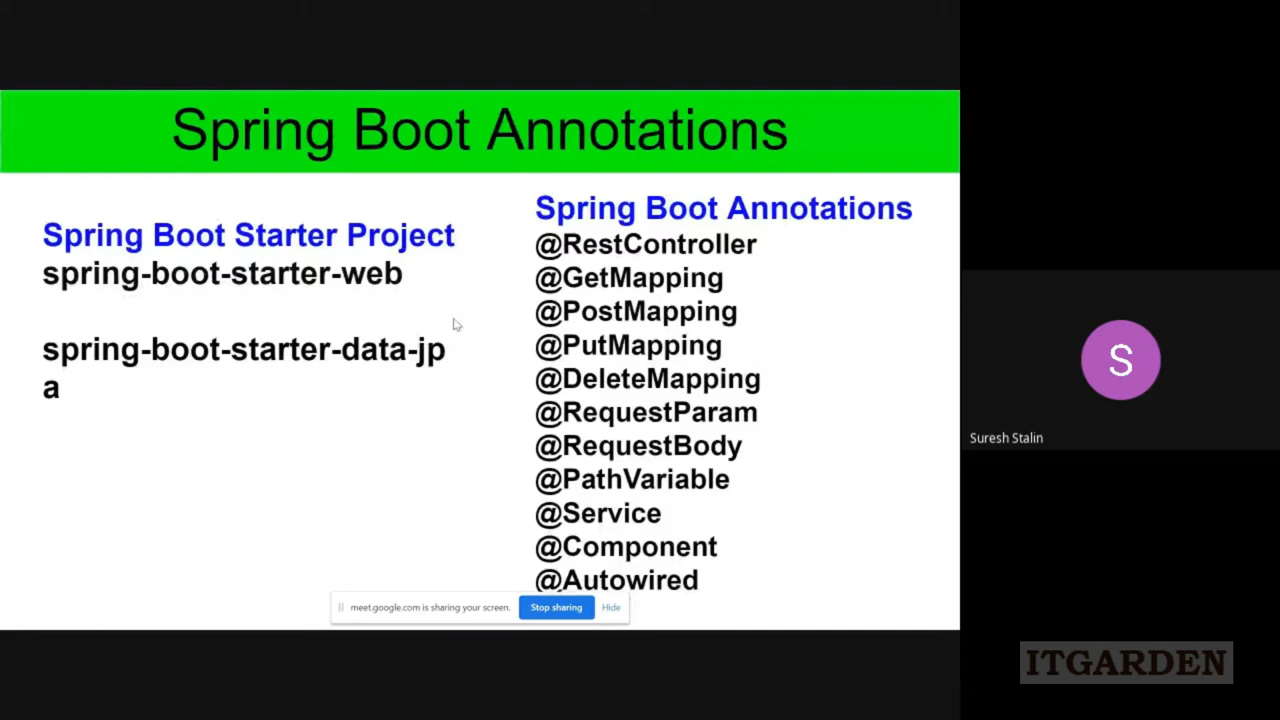 Spring Boot Annotations
Spring Boot Starter Project
spring-boot-starter-web
spring-boot-starter-data-jp
a
Spring Boot Annotations
@RestController
@GetMapping
@PostMapping
@PutMapping
@DeleteMapping
@RequestParam
@RequestBody
@PathVariable
@Service
@Component
@Autowired
meet.google.com is sharing your screen.
Stop sharing
Hide
S
Suresh Stalin
ITGARDEN